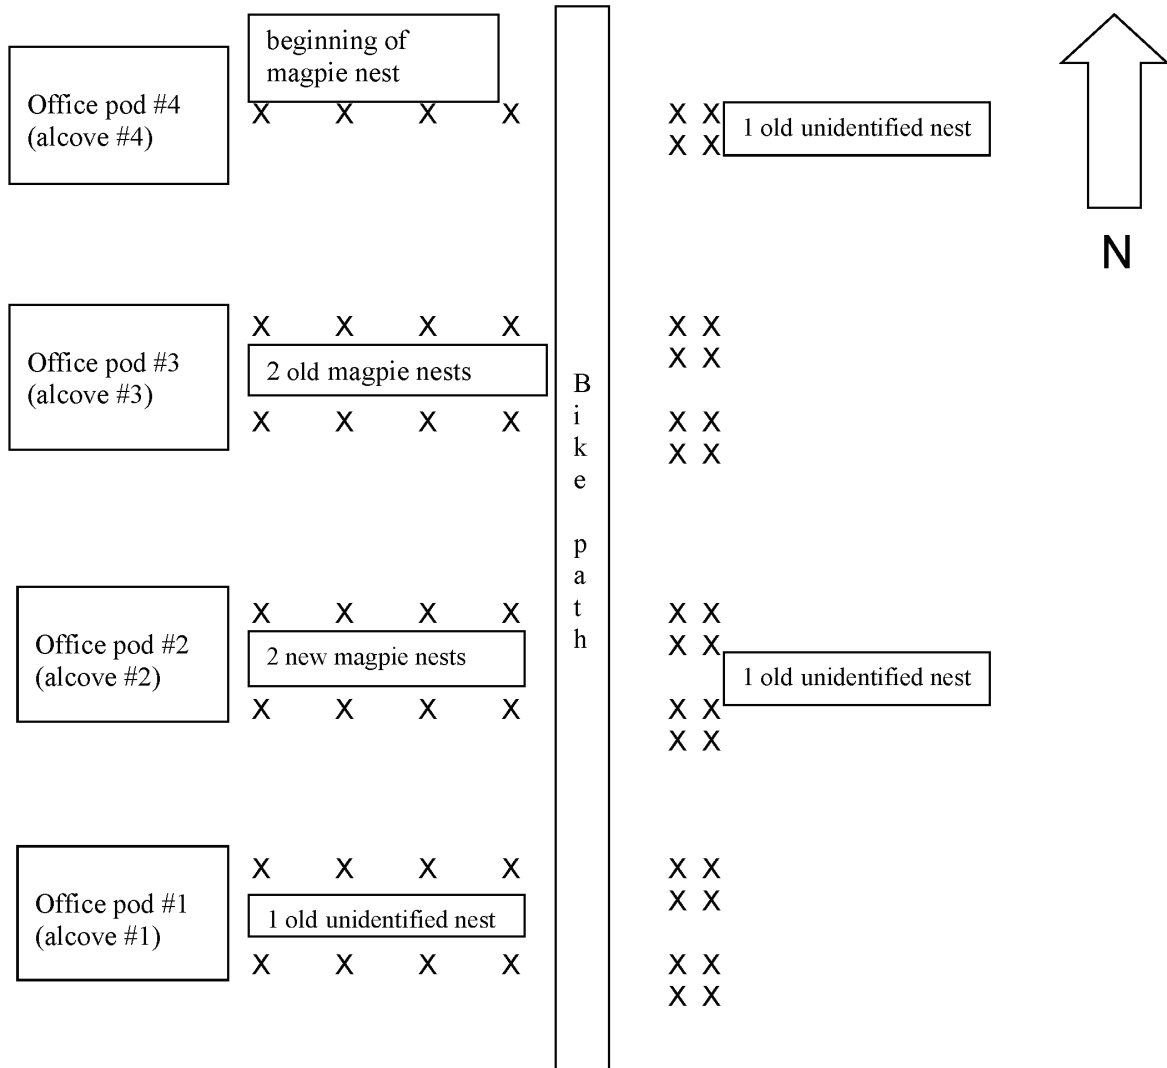 beginning of
magpie nest
Office pod #4
(alcove #4)
X X X X
X X
X X
1 old unidentified nest
N
X X X X
X X
X X
Office pod #3
(alcove #3)
2 old magpie nests
X X X X
X X
X X
Bike path
X X X X
X X
X X
Office pod #2
(alcove #2)
2 new magpie nests
1 old unidentified nest
X X X X
X X
X X
X X X X
X X
X X
Office pod #1
(alcove #1)
1 old unidentified nest
X X X X
X X
X X